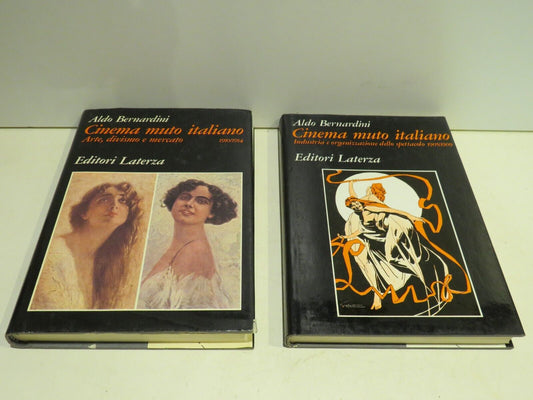 Aldo Bernardini
Cinema muto italiano
Arte, divismo e mercato 1910/1914
Editori Laterza
Aldo Bernardini
Cinema muto italiano
Industria e organizzazione dello spettacolo 1905/1909
Editori Laterza